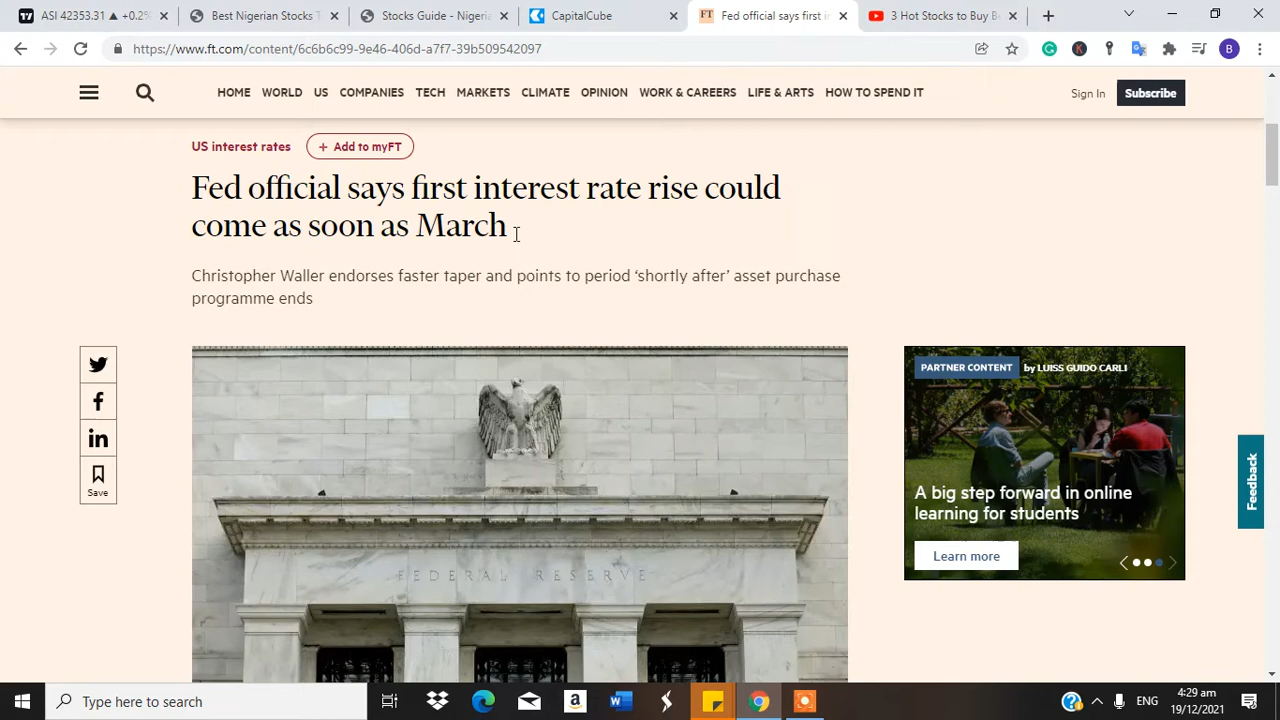 ASI 42353.31 ▲ +0.2%
Best Nigerian Stocks T
Stocks Guide - Nigeria
CapitalCube
FT
Fed official says first i
3 Hot Stocks to Buy B
https://www.ft.com/content/6c6b6c99-9e46-406d-a7f7-39b509542097
B
HOME WORLD US COMPANIES TECH MARKETS CLIMATE OPINION WORK & CAREERS LIFE & ARTS HOW TO SPEND IT
Sign In
Subscribe
US interest rates
+ Add to myFT
Fed official says first interest rate rise could
come as soon as March
Christopher Waller endorses faster taper and points to period ‘shortly after’ asset purchase
programme ends
Save
FEDERAL RESERVE
PARTNER CONTENT by LUISS GUIDO CARLI
A big step forward in online
learning for students
Learn more
Feedback
Type here to search
ENG
4:29 am
19/12/2021